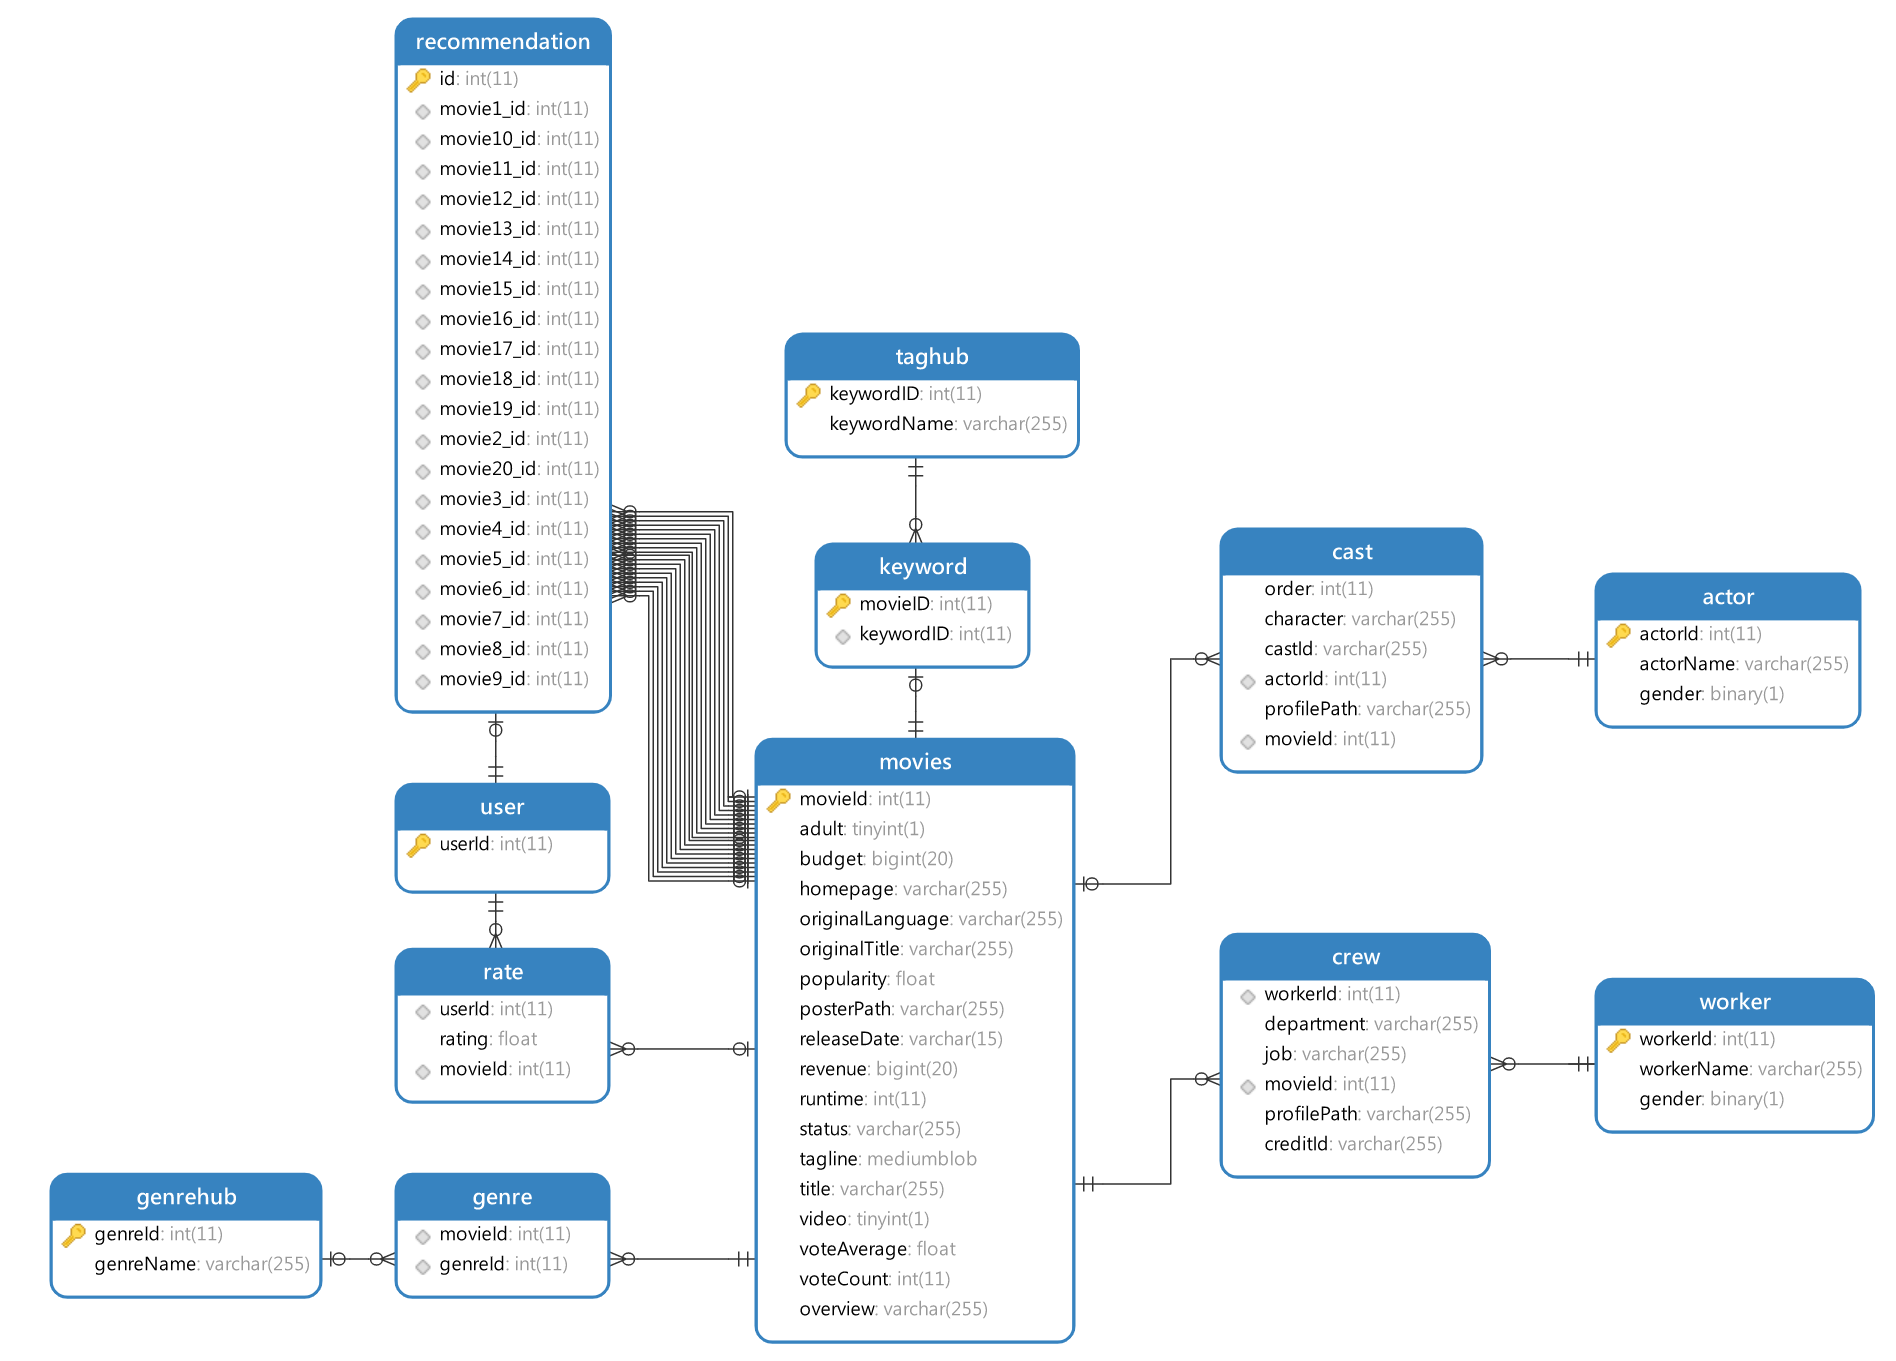 recommendation
id: int(11)
movie1_id: int(11)
movie10_id: int(11)
movie11_id: int(11)
movie12_id: int(11)
movie13_id: int(11)
movie14_id: int(11)
movie15_id: int(11)
movie16_id: int(11)
movie17_id: int(11)
movie18_id: int(11)
movie19_id: int(11)
movie2_id: int(11)
movie20_id: int(11)
movie3_id: int(11)
movie4_id: int(11)
movie5_id: int(11)
movie6_id: int(11)
movie7_id: int(11)
movie8_id: int(11)
movie9_id: int(11)
taghub
keywordID: int(11)
keywordName: varchar(255)
keyword
movieID: int(11)
keywordID: int(11)
cast
order: int(11)
character: varchar(255)
castId: varchar(255)
actorId: int(11)
profilePath: varchar(255)
movieId: int(11)
actor
actorId: int(11)
actorName: varchar(255)
gender: binary(1)
user
userId: int(11)
movies
movieId: int(11)
adult: tinyint(1)
budget: bigint(20)
homepage: varchar(255)
originalLanguage: varchar(255)
originalTitle: varchar(255)
popularity: float
posterPath: varchar(255)
releaseDate: varchar(15)
revenue: bigint(20)
runtime: int(11)
status: varchar(255)
tagline: mediumblob
title: varchar(255)
video: tinyint(1)
voteAverage: float
voteCount: int(11)
overview: varchar(255)
rate
userId: int(11)
rating: float
movieId: int(11)
crew
workerId: int(11)
department: varchar(255)
job: varchar(255)
movieId: int(11)
profilePath: varchar(255)
creditId: varchar(255)
worker
workerId: int(11)
workerName: varchar(255)
gender: binary(1)
genrehub
genreId: int(11)
genreName: varchar(255)
genre
movieId: int(11)
genreId: int(11)